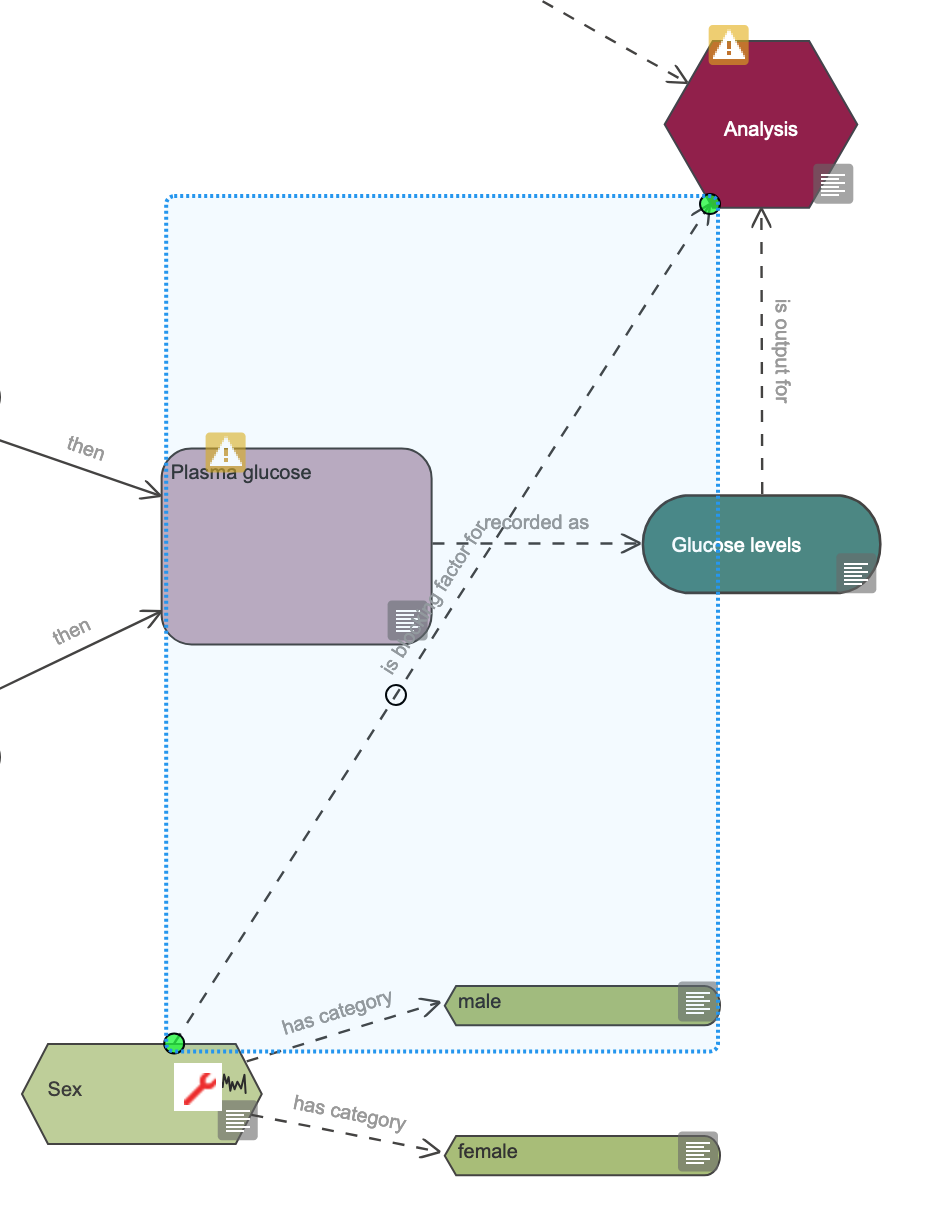 Analysis
is output for
then
Plasma glucose
recorded as
Glucose levels
is blocking factor for
then
male
has category
Sex
has category
female